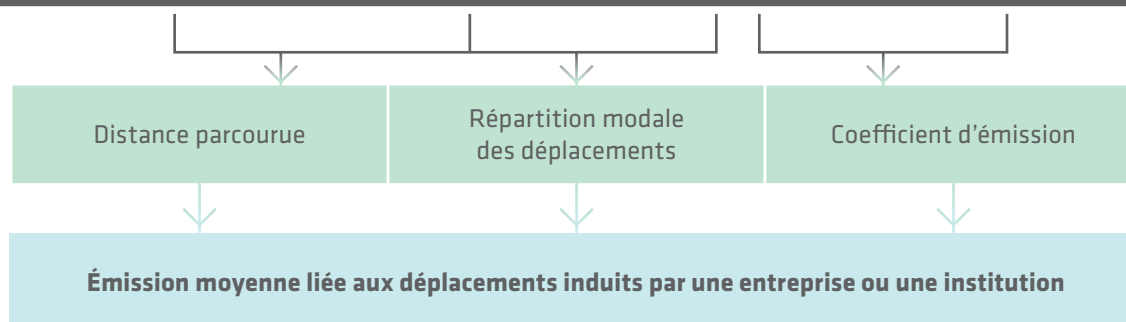 Distance parcourue
Répartition modale
des déplacements
Coefficient d'émission
Émission moyenne liée aux déplacements induits par une entreprise ou une institution